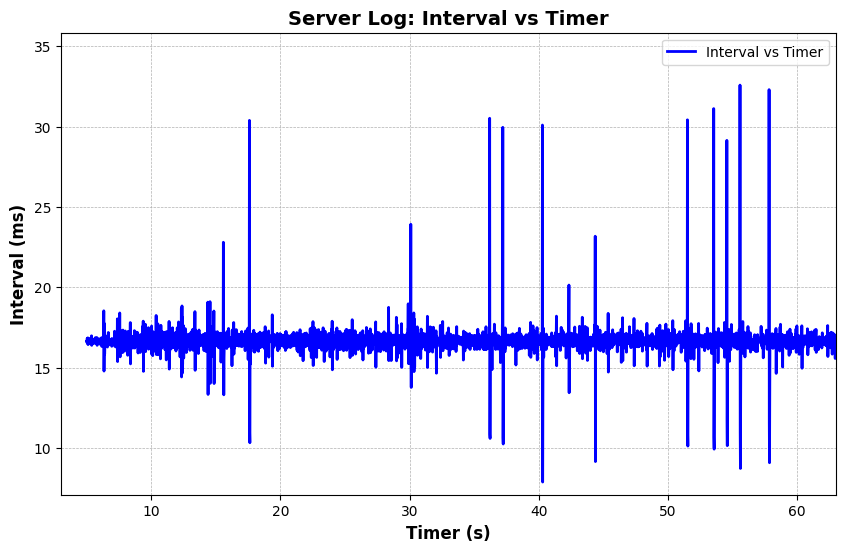 Server Log: Interval vs Timer
Interval vs Timer
35
30
25
20
15
10
Interval (ms)
10 20 30 40 50 60
Timer (s)